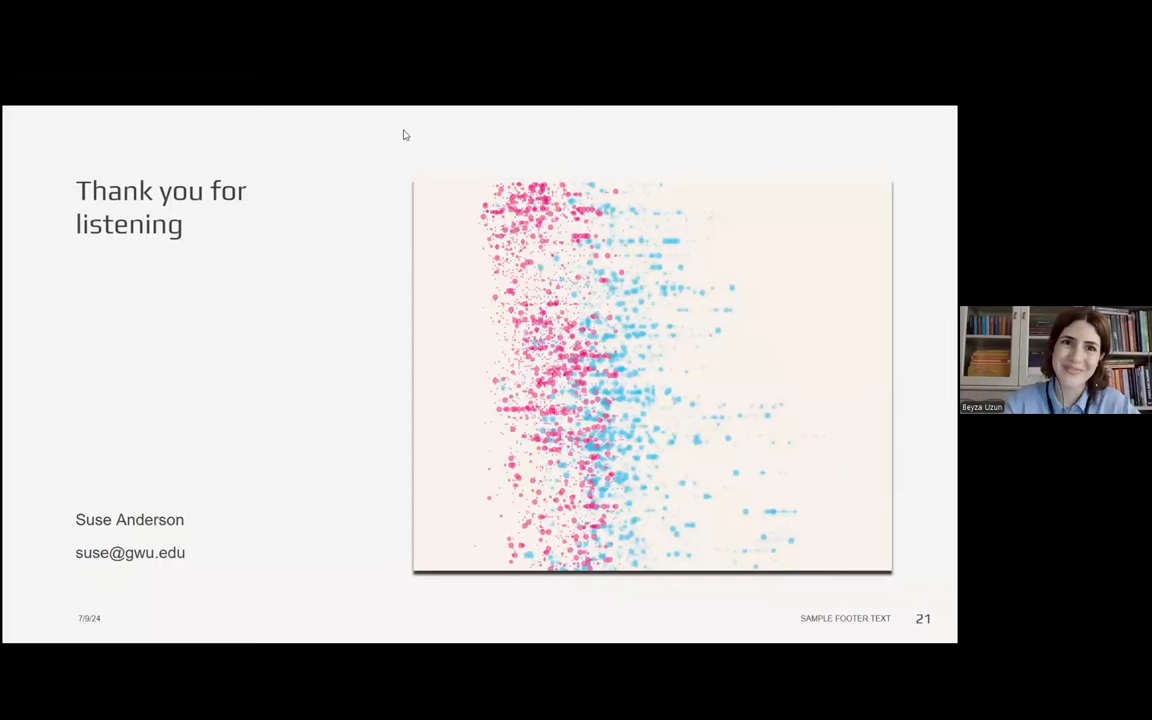 Thank you for
listening
Suse Anderson
suse@gwu.edu
7/9/24
SAMPLE FOOTER TEXT
21
Beyza Uzun